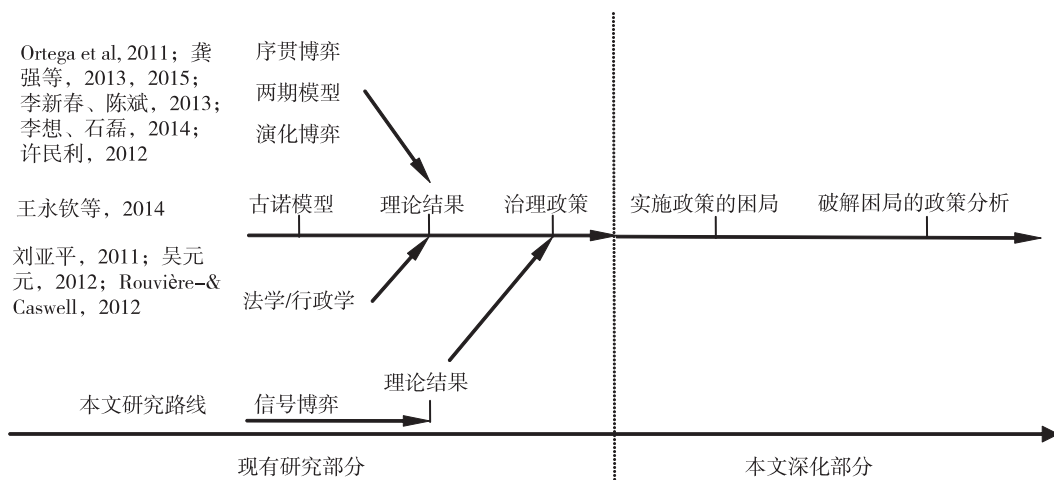 Ortega et al, 2011；龚
强等，2013，2015；
李新春、陈斌，2013；
李想、石磊，2014；
许民利，2012
序贯博弈
两期模型
演化博弈
王永钦等，2014
古诺模型
理论结果
治理政策
实施政策的困局
破解困局的政策分析
刘亚平，2011；吴元
元，2012；Rouvière-&
Caswell，2012
法学/行政学
理论结果
本文研究路线
信号博弈
现有研究部分
本文深化部分